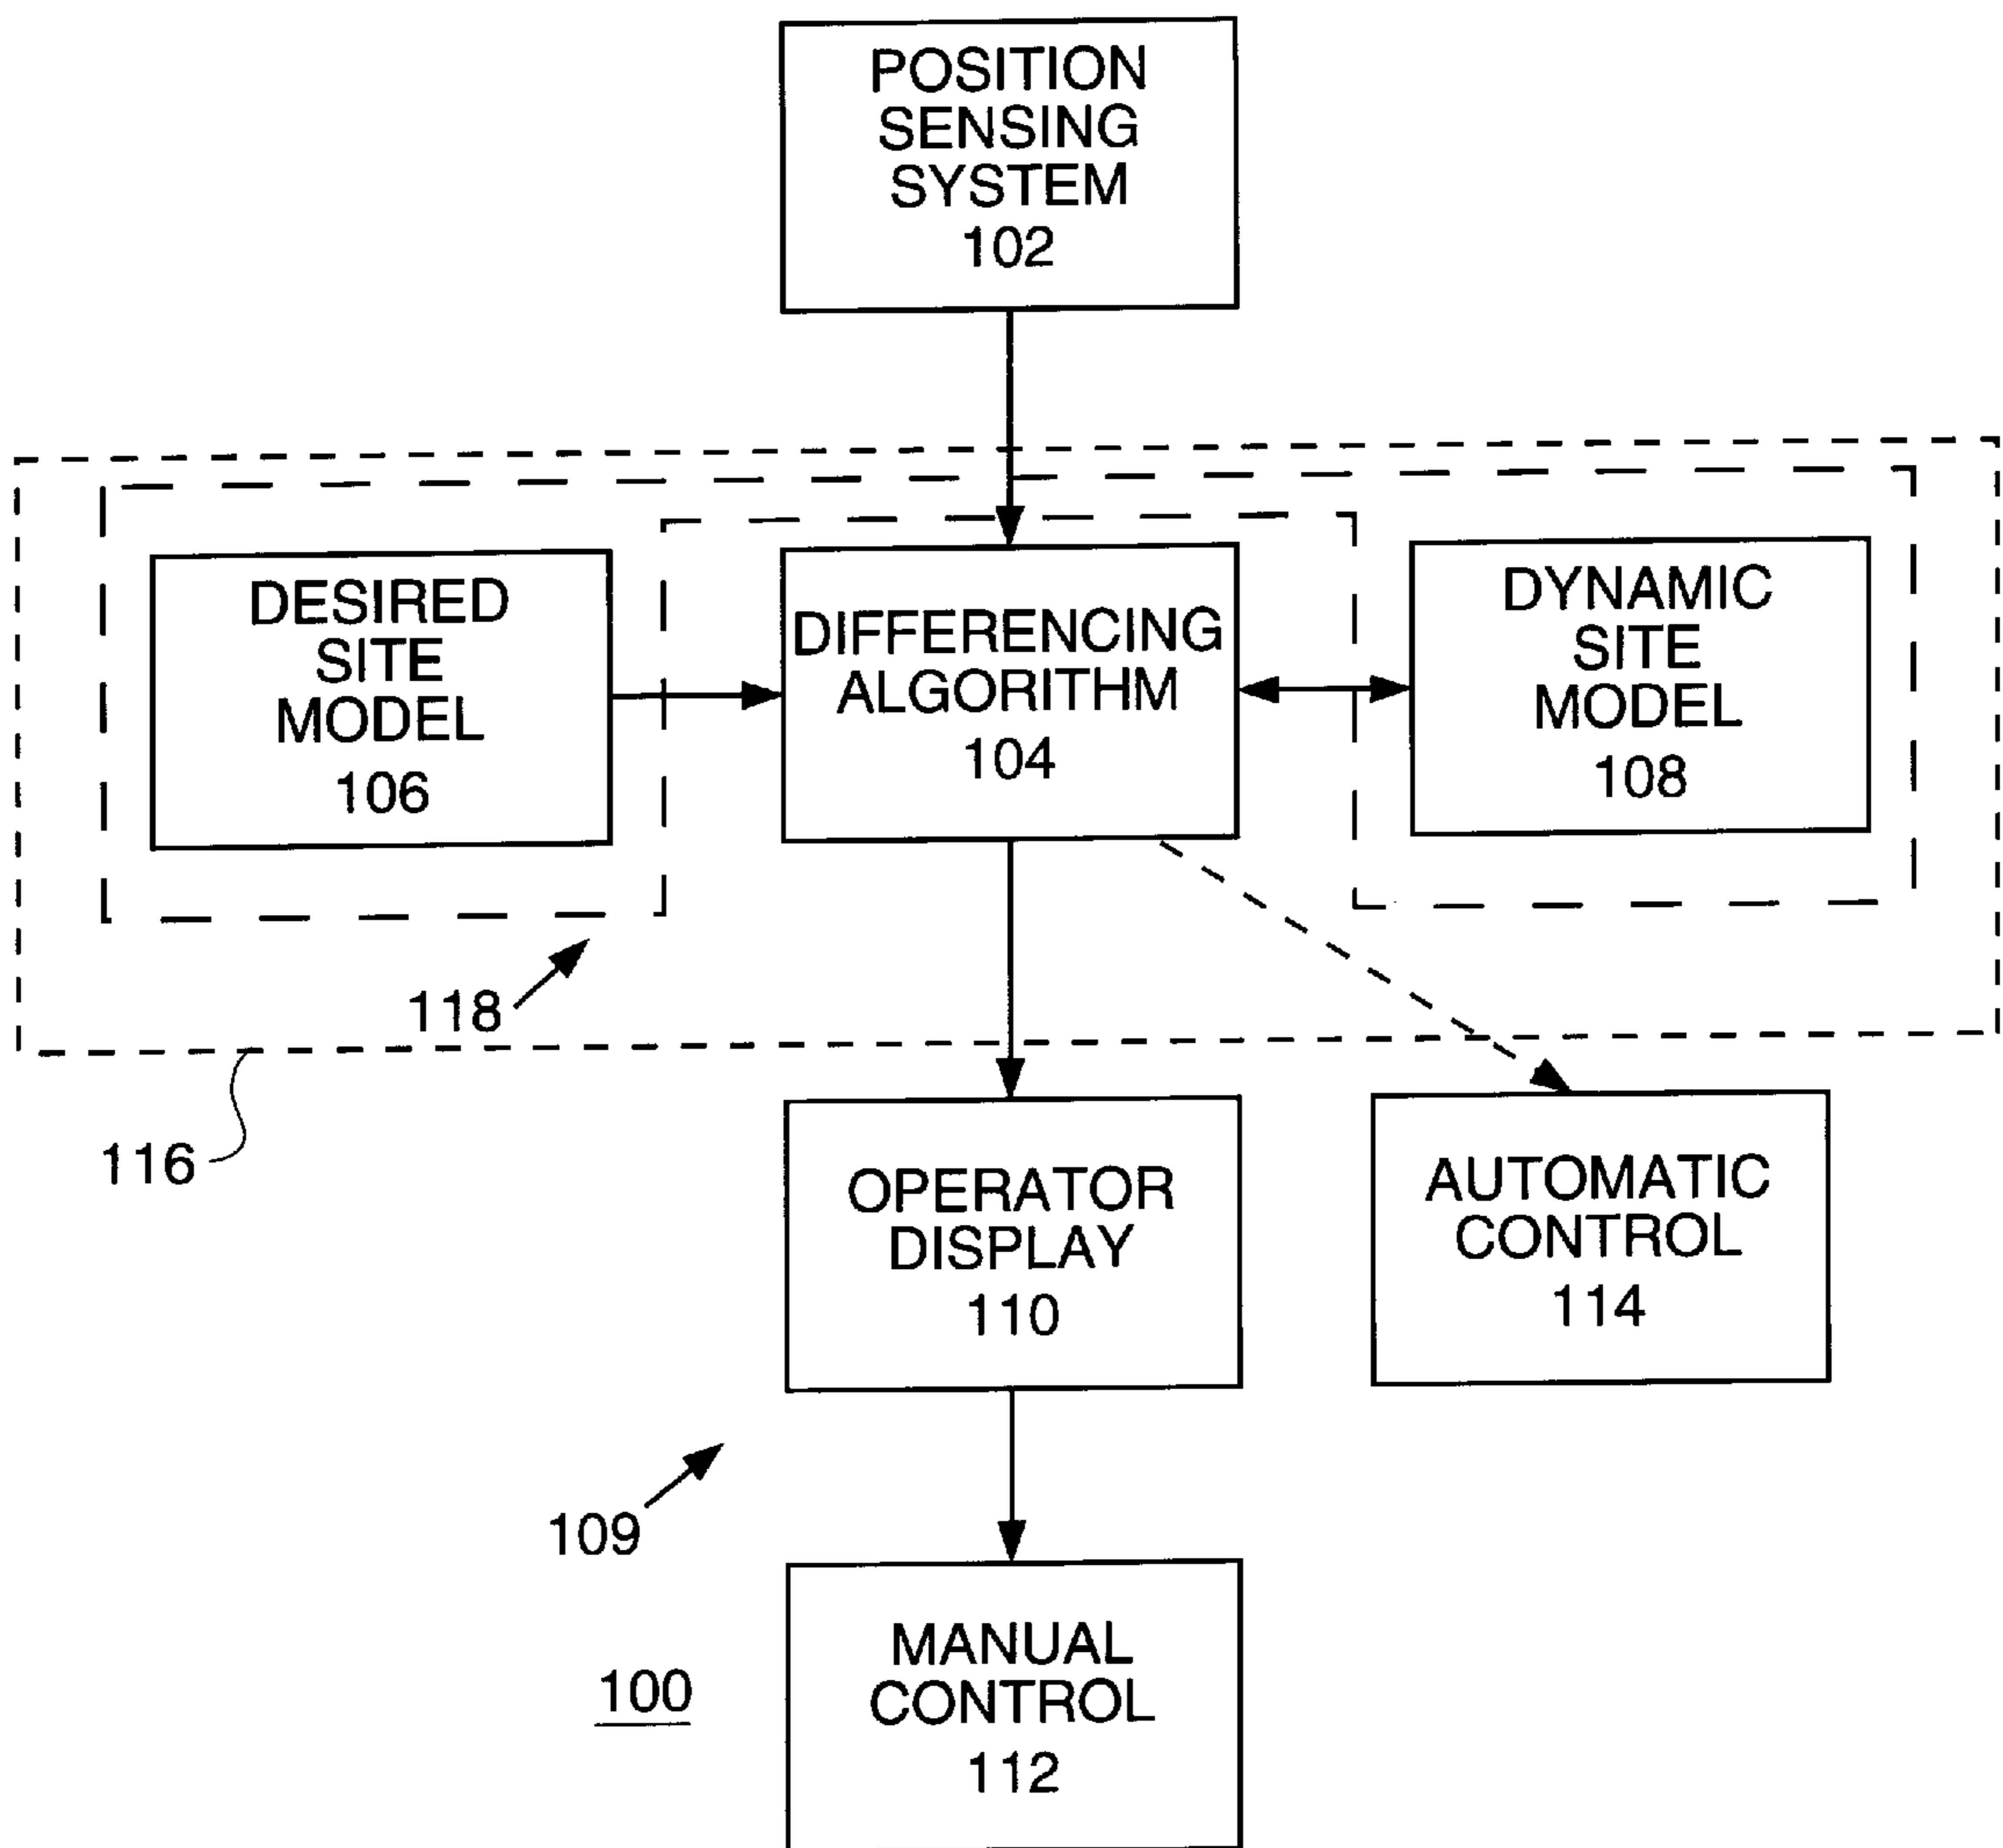 POSITION
SENSING
SYSTEM
102
DESIRED
SITE
MODEL
106
DIFFERENCING
ALGORITHM
104
DYNAMIC
SITE
MODEL
108
118
116
OPERATOR
DISPLAY
110
AUTOMATIC
CONTROL
114
109
100
MANUAL
CONTROL
112